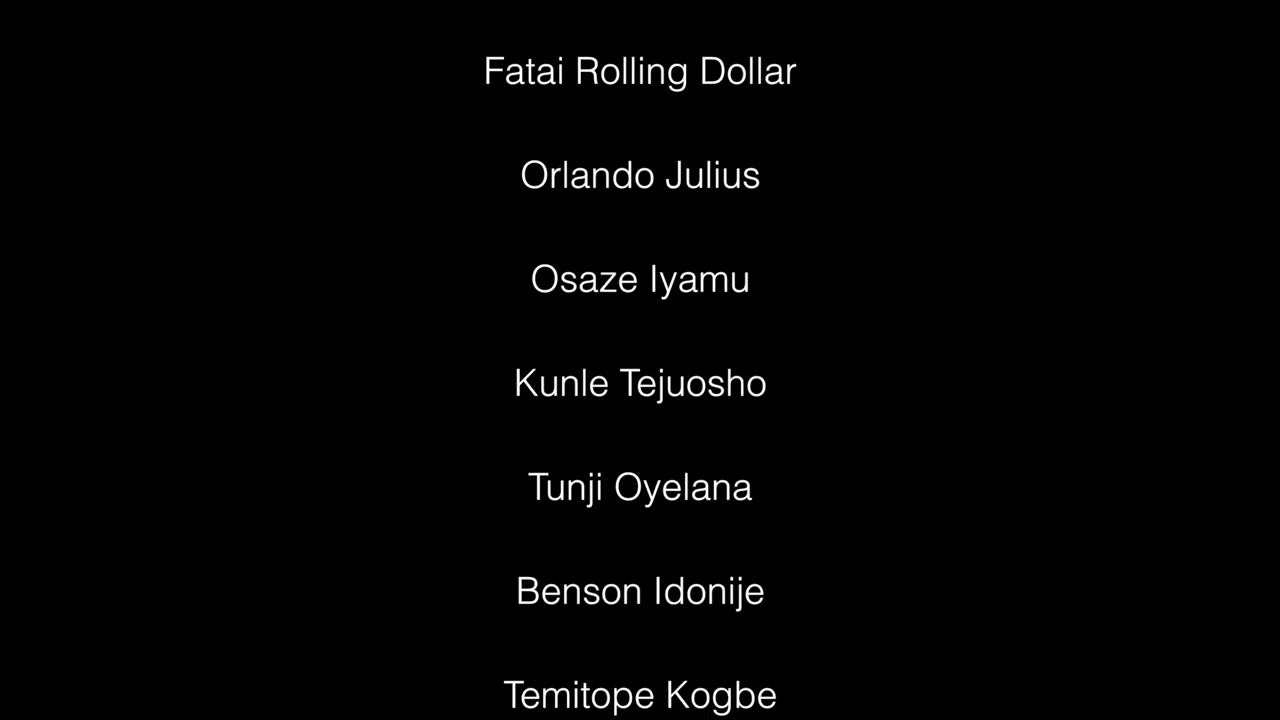 Fatai Rolling Dollar
Orlando Julius
Osaze Iyamu
Kunle Tejuosho
Tunji Oyelana
Benson Idonije
Temitope Kogbe